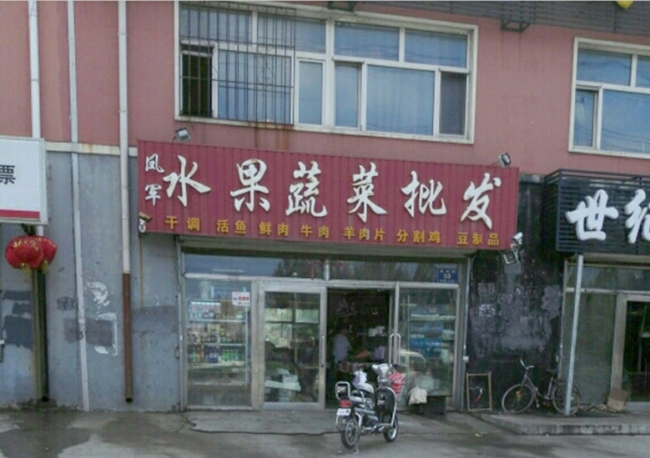 凤军
水果蔬菜批发
干调 活鱼 鲜肉 牛肉 羊肉片 分割鸡 豆制品
票
世纪